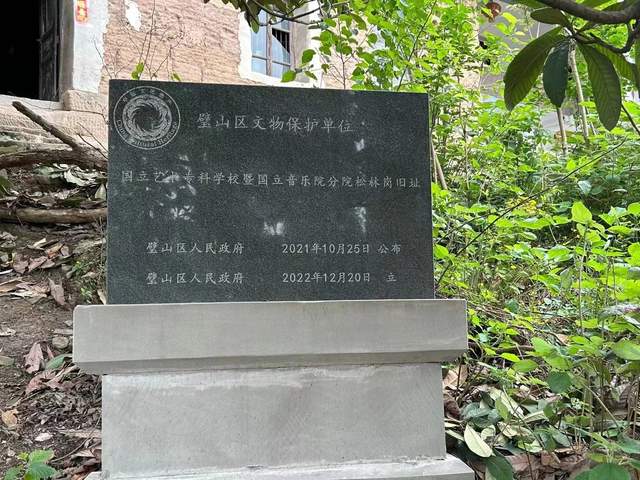 璧山区文物保护单位
国立艺术专科学校暨国立音乐院分院松林岗旧址
璧山区人民政府 2021年10月25日 公布
璧山区人民政府 2022年12月20日 立